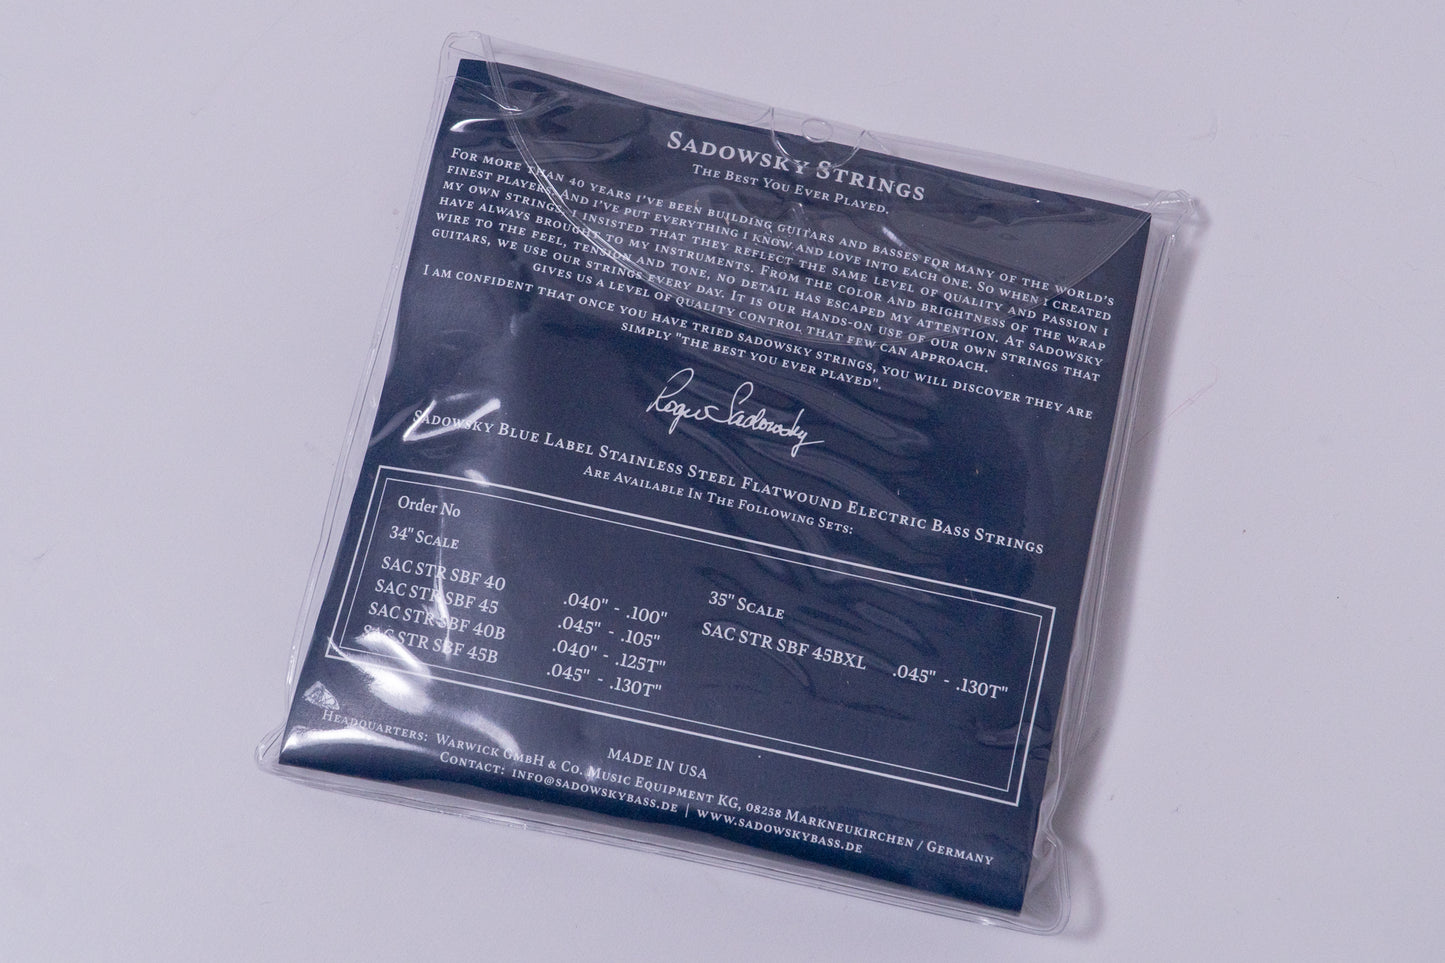 SADOWSKY STRINGS
THE BEST YOU EVER PLAYED.
FOR MORE THAN 40 YEARS I'VE BEEN BUILDING GUITARS AND BASSES FOR MANY OF THE WORLD'S
FINEST PLAYERS. AND I'VE PUT EVERYTHING I KNOW AND LOVE INTO EACH ONE. SO WHEN I CREATED
MY OWN STRINGS, I INSISTED THAT THEY REFLECT THE SAME LEVEL OF QUALITY AND PASSION I
HAVE ALWAYS BROUGHT TO MY INSTRUMENTS. FROM THE COLOR AND BRIGHTNESS OF THE WRAP
WIRE TO THE FEEL, TENSION AND TONE, NO DETAIL HAS ESCAPED MY ATTENTION. AT SADOWSKY
GUITARS, WE USE OUR STRINGS EVERY DAY. IT IS OUR HANDS-ON USE OF OUR OWN STRINGS THAT
GIVES US A LEVEL OF QUALITY CONTROL THAT FEW CAN APPROACH.
I AM CONFIDENT THAT ONCE YOU HAVE TRIED SADOWSKY STRINGS, YOU WILL DISCOVER THEY ARE
SIMPLY "THE BEST YOU EVER PLAYED".
Roger Sadowsky
SADOWSKY BLUE LABEL STAINLESS STEEL FLATWOUND ELECTRIC BASS STRINGS
ARE AVAILABLE IN THE FOLLOWING SETS:
Order No
34" SCALE
SAC STR SBF 40 .040" - .100"
SAC STR SBF 45 .045" - .105"
SAC STR SBF 40B .040" - .125T"
SAC STR SBF 45B .045" - .130T"
35" SCALE
SAC STR SBF 45BXL .045" - .130T"
MADE IN USA
HEADQUARTERS: WARWICK GMBH & CO. MUSIC EQUIPMENT KG, 08258 MARKNEUKIRCHEN / GERMANY
CONTACT: INFO@SADOWSKYBASS.DE | WWW.SADOWSKYBASS.DE